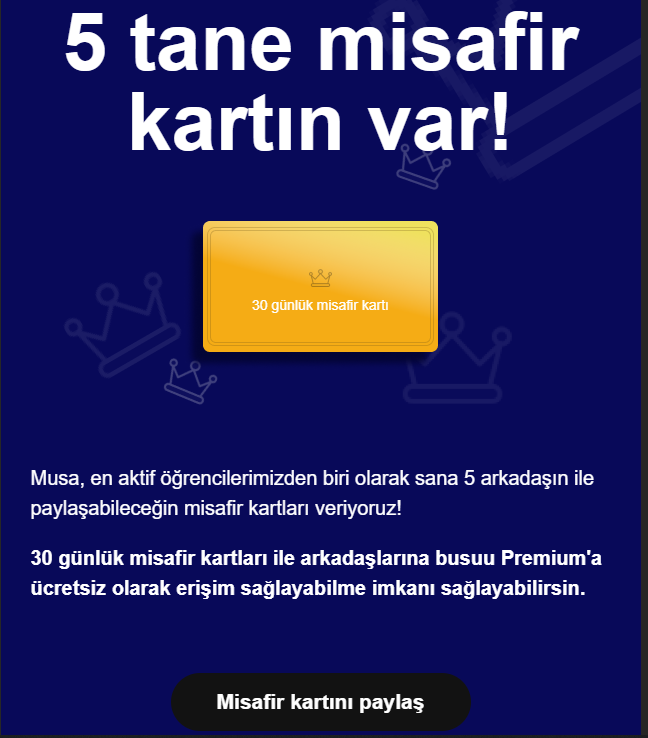 5 tane misafir
kartın var!
30 günlük misafir kartı
Musa, en aktif öğrencilerimizden biri olarak sana 5 arkadaşın ile
paylaşabileceğin misafir kartları veriyoruz!
30 günlük misafir kartları ile arkadaşlarına busuu Premium'a
ücretsiz olarak erişim sağlayabilme imkanı sağlayabilirsin.
Misafir kartını paylaş